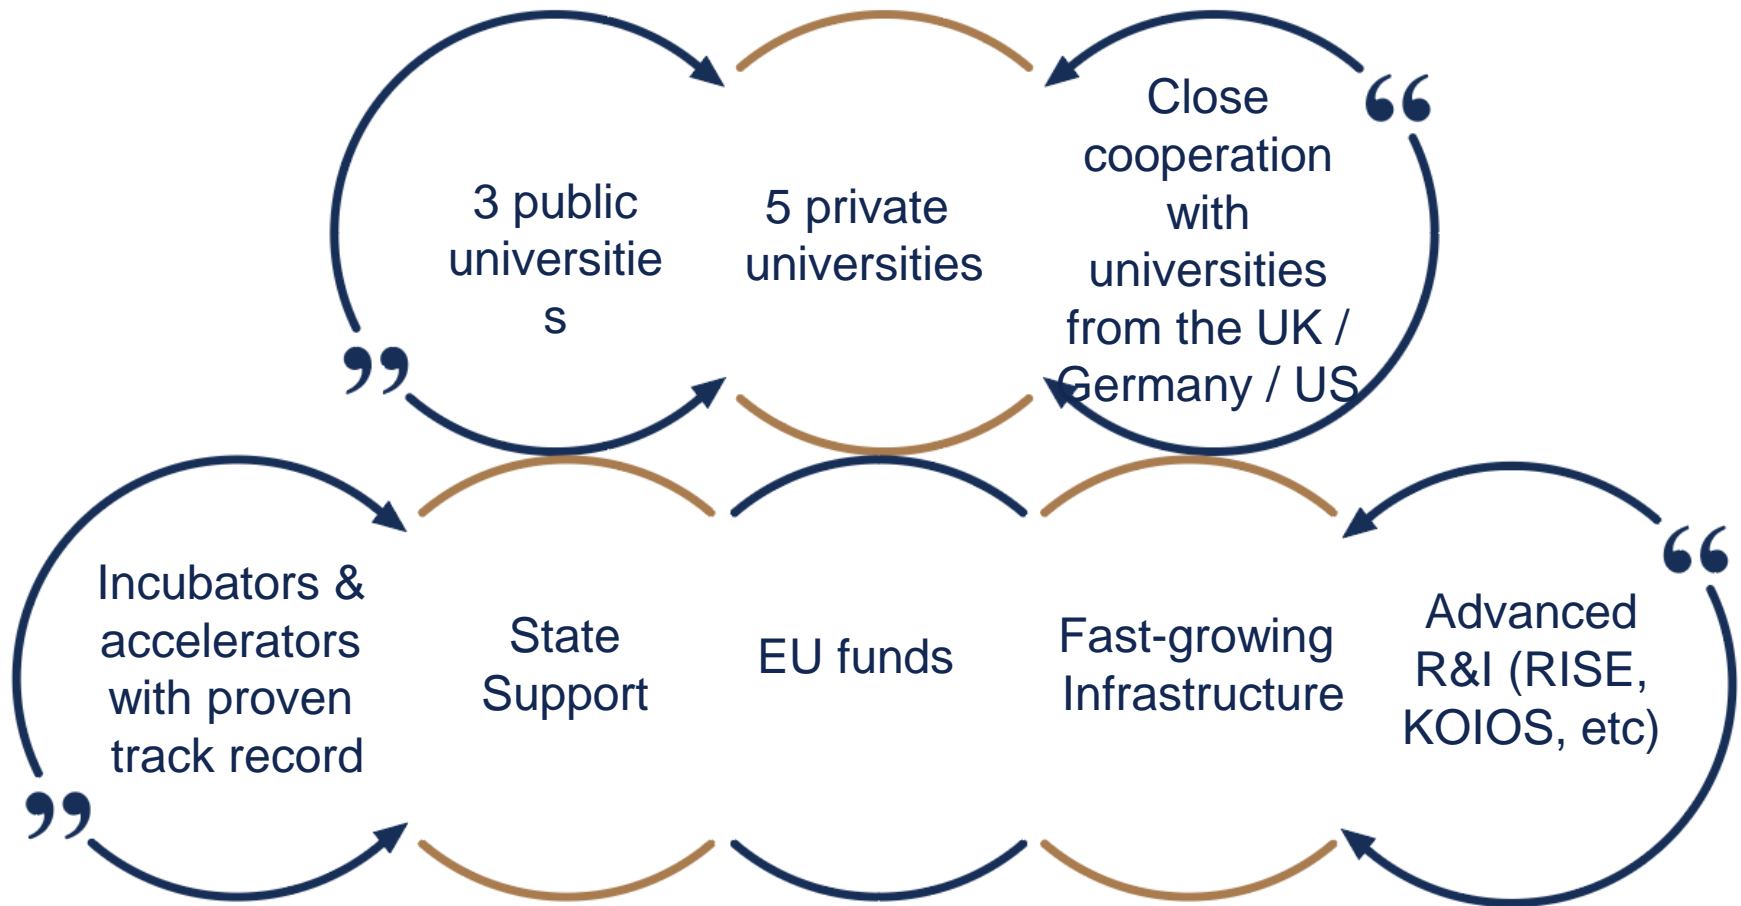 3 public
universitie
s
5 private
universities
Close
cooperation
with
universities
from the UK /
Germany / US
Incubators &
accelerators
with proven
track record
State
Support
EU funds
Fast-growing
Infrastructure
Advanced
R&I (RISE,
KOIOS, etc)